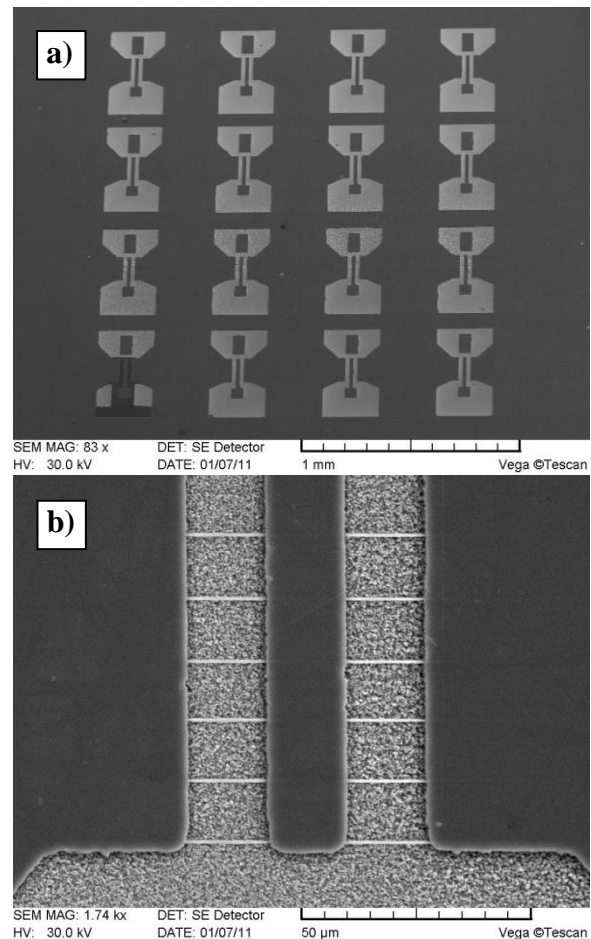 a)
SEM MAG: 83 x DET: SE Detector
HV: 30.0 kV DATE: 01/07/11 1 mm Vega ©Tescan
b)
SEM MAG: 1.74 kx DET: SE Detector
HV: 30.0 kV DATE: 01/07/11 50 µm Vega ©Tescan